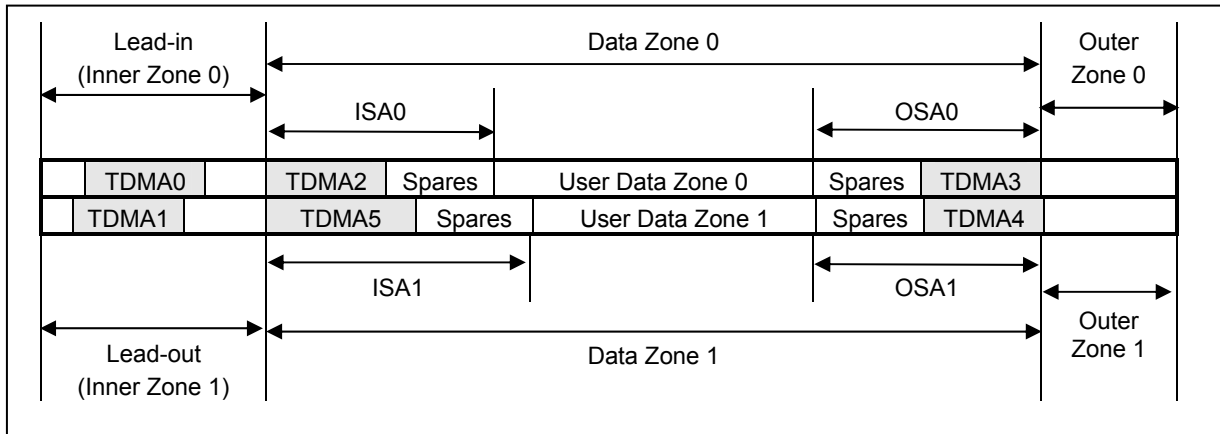 Lead-in
(Inner Zone 0)
Data Zone 0
Outer
Zone 0
ISA0
OSA0
TDMA0 TDMA2 Spares User Data Zone 0 Spares TDMA3
TDMA1 TDMA5 Spares User Data Zone 1 Spares TDMA4
ISA1
OSA1
Lead-out
(Inner Zone 1)
Data Zone 1
Outer
Zone 1